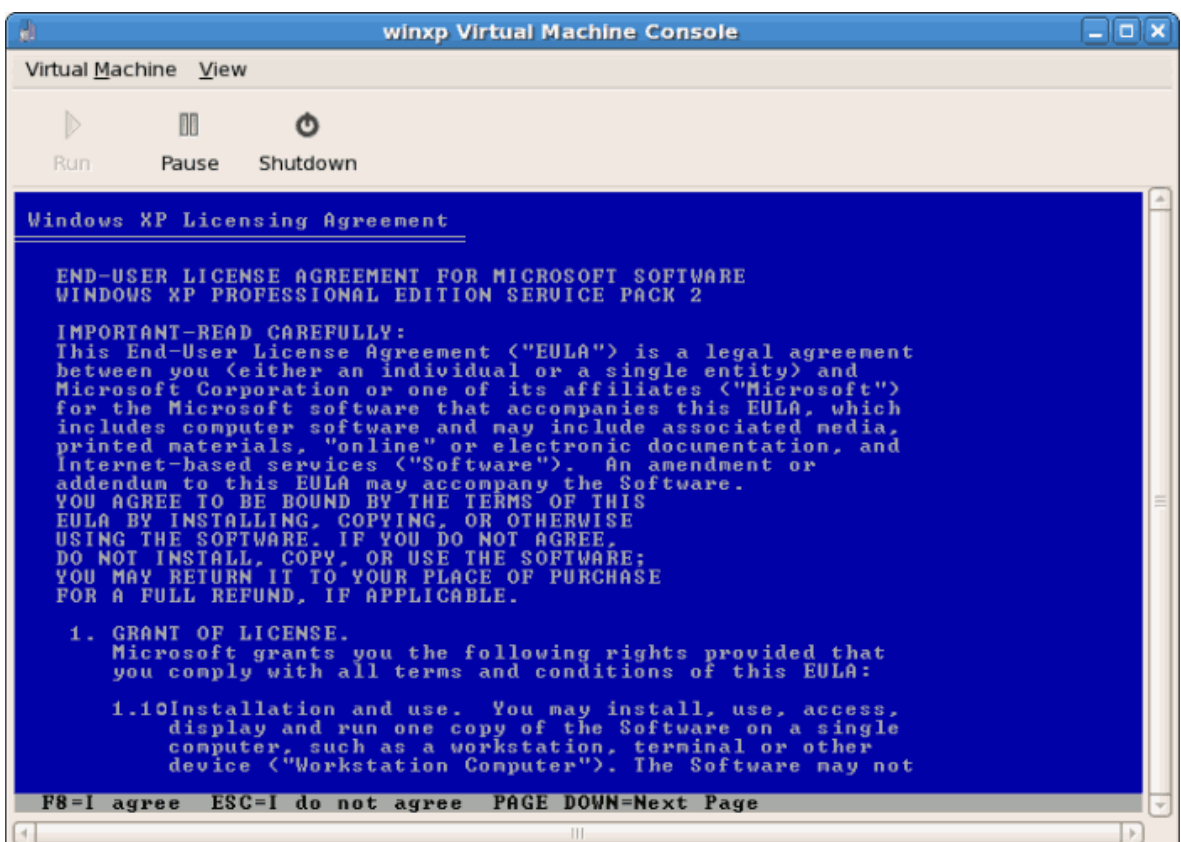 winxp Virtual Machine Console
Virtual Machine View
Run Pause Shutdown
Windows XP Licensing Agreement
END-USER LICENSE AGREEMENT FOR MICROSOFT SOFTWARE
WINDOWS XP PROFESSIONAL EDITION SERVICE PACK 2
IMPORTANT-READ CAREFULLY:
This End-User License Agreement ("EULA") is a legal agreement
between you (either an individual or a single entity) and
Microsoft Corporation or one of its affiliates ("Microsoft")
for the Microsoft software that accompanies this EULA, which
includes computer software and may include associated media,
printed materials, "online" or electronic documentation, and
Internet-based services ("Software"). An amendment or
addendum to this EULA may accompany the Software.
YOU AGREE TO BE BOUND BY THE TERMS OF THIS
EULA BY INSTALLING, COPYING, OR OTHERWISE
USING THE SOFTWARE. IF YOU DO NOT AGREE,
DO NOT INSTALL, COPY, OR USE THE SOFTWARE;
YOU MAY RETURN IT TO YOUR PLACE OF PURCHASE
FOR A FULL REFUND, IF APPLICABLE.
1. GRANT OF LICENSE.
Microsoft grants you the following rights provided that
you comply with all terms and conditions of this EULA:
1.1OInstallation and use. You may install, use, access,
display and run one copy of the Software on a single
computer, such as a workstation, terminal or other
device ("Workstation Computer"). The Software may not
F8=I agree ESC=I do not agree PAGE DOWN=Next Page